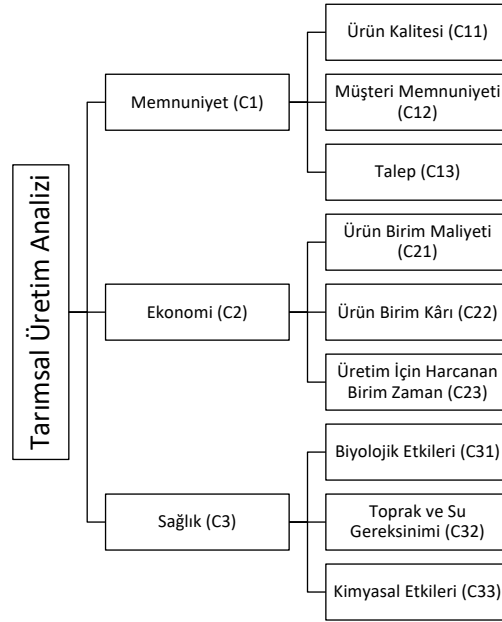 Tarımsal Üretim Analizi
Memnuniyet (C1)
Ürün Kalitesi (C11)
Müşteri Memnuniyeti
(C12)
Talep (C13)
Ekonomi (C2)
Ürün Birim Maliyeti
(C21)
Ürün Birim Kârı (C22)
Üretim İçin Harcanan
Birim Zaman (C23)
Sağlık (C3)
Biyolojik Etkileri (C31)
Toprak ve Su
Gereksinimi (C32)
Kimyasal Etkileri (C33)